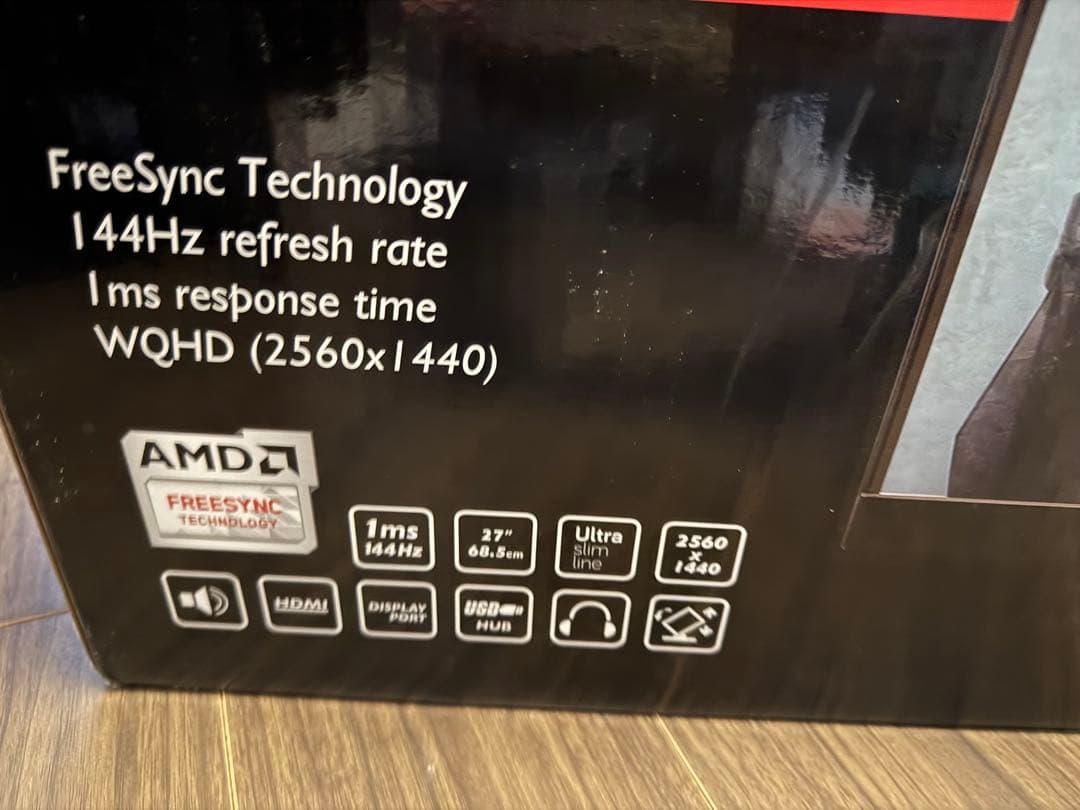 FreeSync Technology
144Hz refresh rate
1ms response time
WQHD (2560x1440)
AMD
FREESYNC
TECHNOLOGY
1ms
144Hz
27"
68.5cm
Ultra
slim
line
2560
x
1440
HDMI
DISPLAY
PORT
USB
HUB